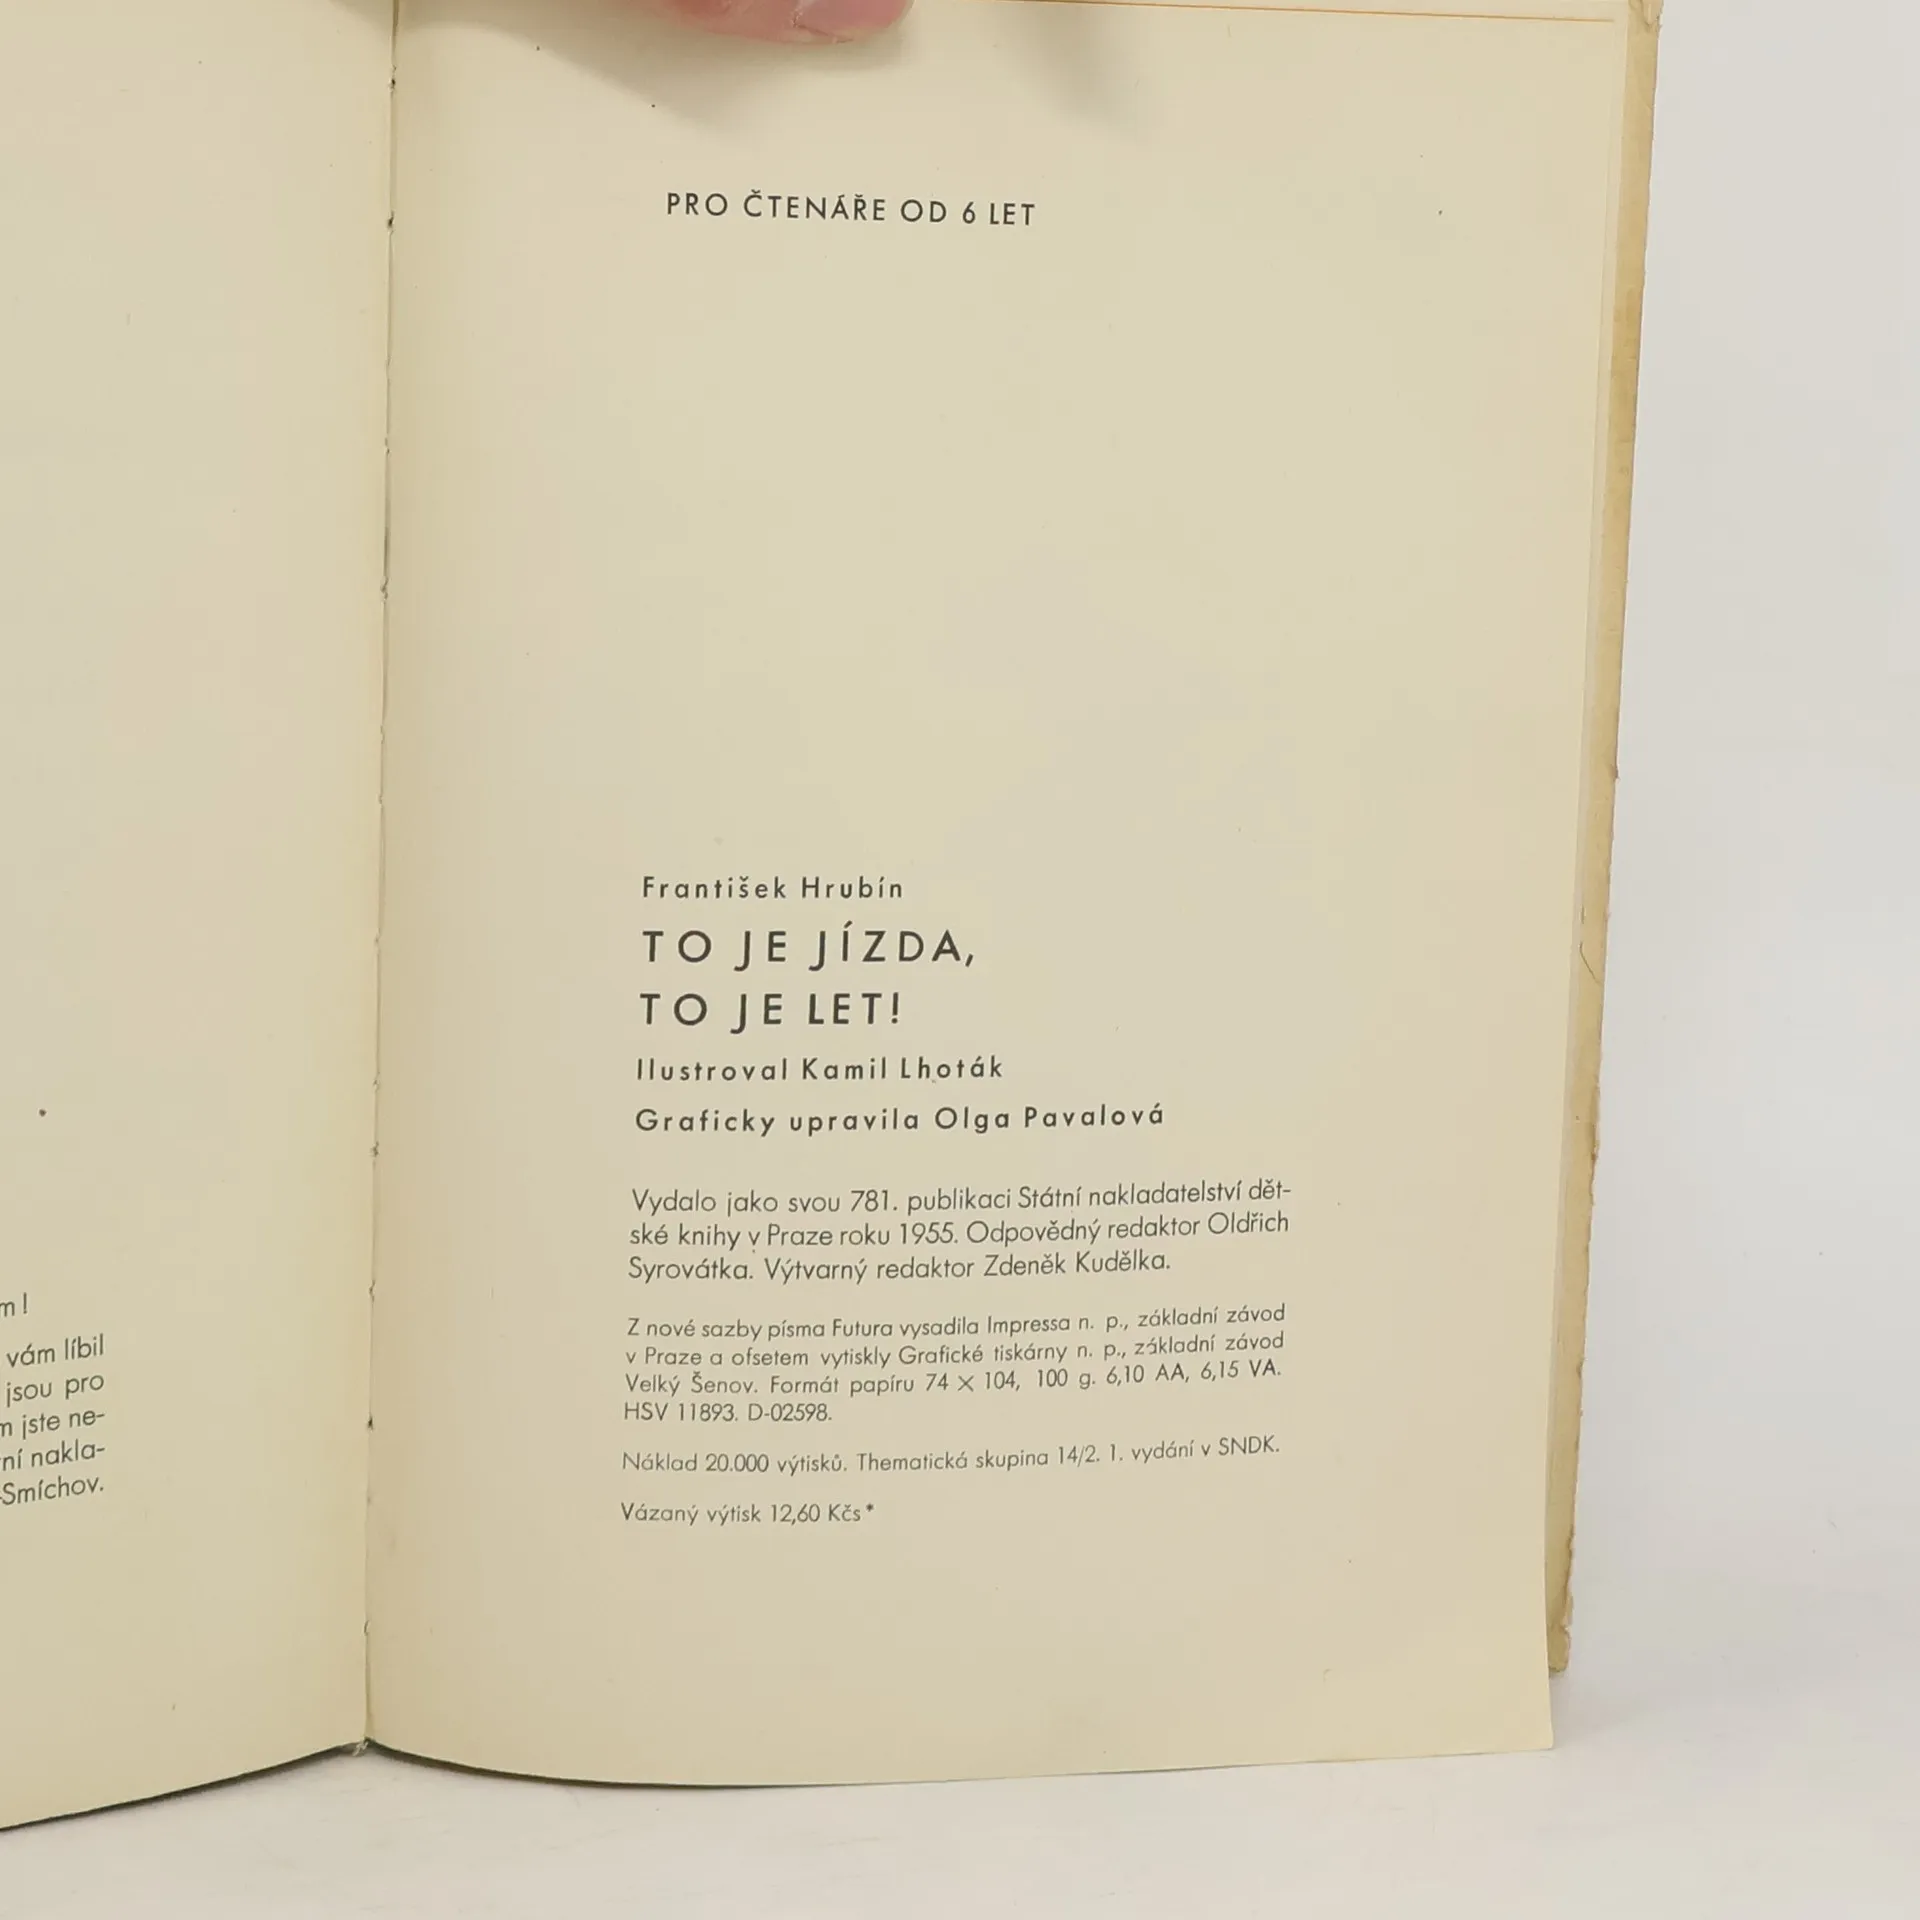 m!
vám líbil
jsou pro
m jste ne-
ní nakla-
-Smíchov.
PRO ČTENÁŘE OD 6 LET
František Hrubín
TO JE JÍZDA,
TO JE LET!
Ilustroval Kamil Lhoták
Graficky upravila Olga Pavalová
Vydalo jako svou 781. publikaci Státní nakladatelství dět-
ské knihy v Praze roku 1955. Odpovědný redaktor Oldřich
Syrovátka. Výtvarný redaktor Zdeněk Kudělka.
Z nové sazby písma Futura vysadila Impressa n. p., základní závod
v Praze a ofsetem vytiskly Grafické tiskárny n. p., základní závod
Velký Šenov. Formát papíru 74 × 104, 100 g. 6,10 AA, 6,15 VA.
HSV 11893. D-02598.
Náklad 20.000 výtisků. Thematická skupina 14/2. 1. vydání v SNDK.
Vázaný výtisk 12,60 Kčs*